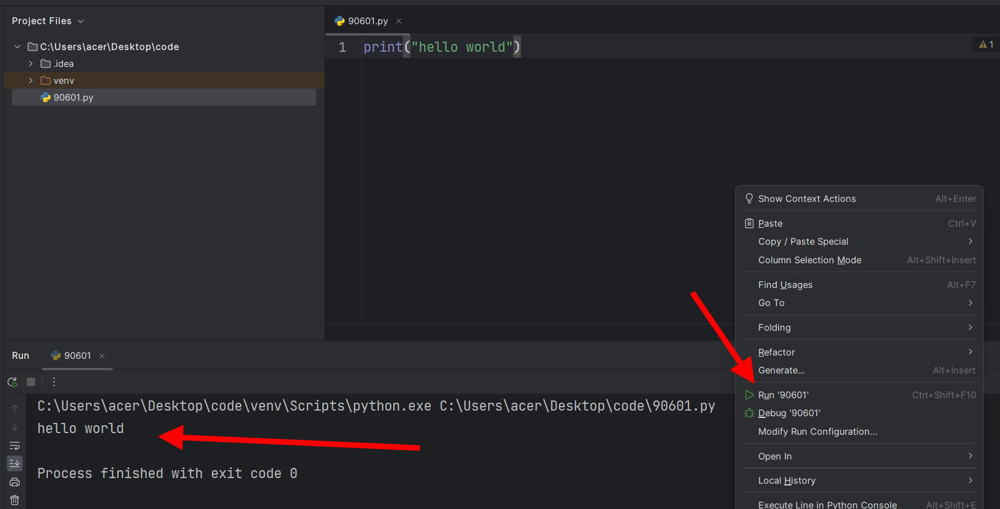 Project Files
90601.py
C:\Users\acer\Desktop\code
.idea
venv
90601.py
1 print("hello world")
1
Show Context Actions Alt+Enter
Paste Ctrl+V
Copy / Paste Special
Column Selection Mode Alt+Shift+Insert
Find Usages Alt+F7
Go To
Folding
Refactor
Generate... Alt+Insert
Run '90601' Ctrl+Shift+F10
Debug '90601'
Modify Run Configuration...
Open In
Local History
Execute Line in Python Console Alt+Shift+E
Run 90601
C:\Users\acer\Desktop\code\venv\Scripts\python.exe C:\Users\acer\Desktop\code\90601.py
hello world
Process finished with exit code 0